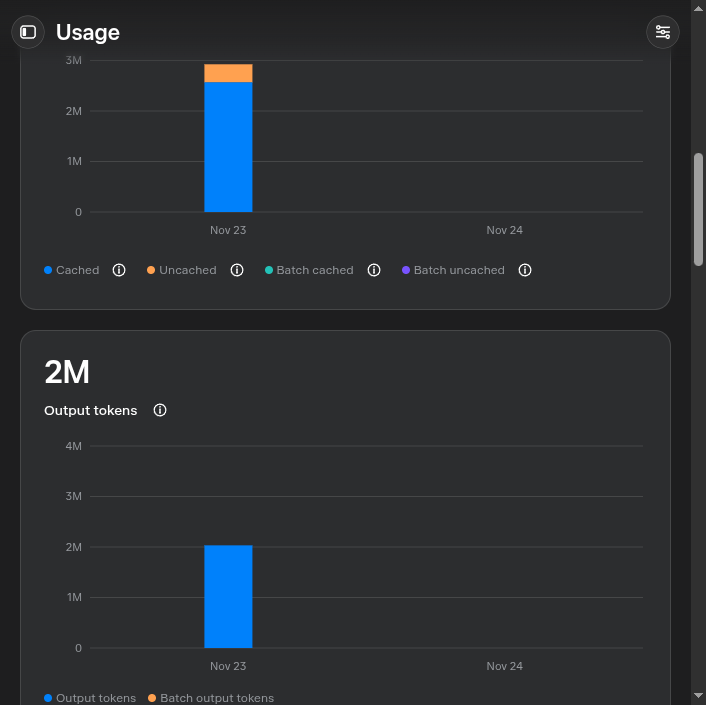 Usage
3M
2M
1M
0
Nov 23 Nov 24
Cached Uncached Batch cached Batch uncached
2M
Output tokens
4M
3M
2M
1M
0
Nov 23 Nov 24
Output tokens Batch output tokens